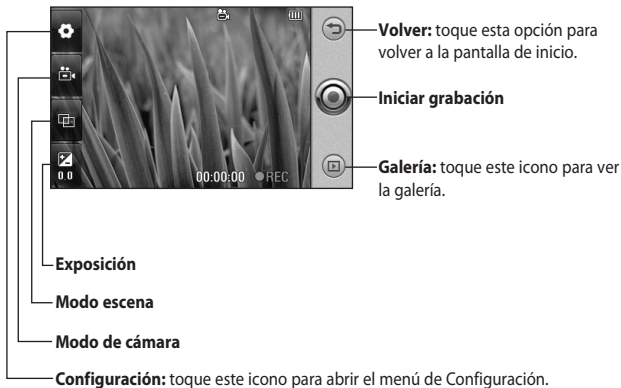 Volver: toque esta opción para
volver a la pantalla de inicio.
Iniciar grabación
Galería: toque este icono para ver
la galería.
0.0
00:00:00 REC
Exposición
Modo escena
Modo de cámara
Configuración: toque este icono para abrir el menú de Configuración.